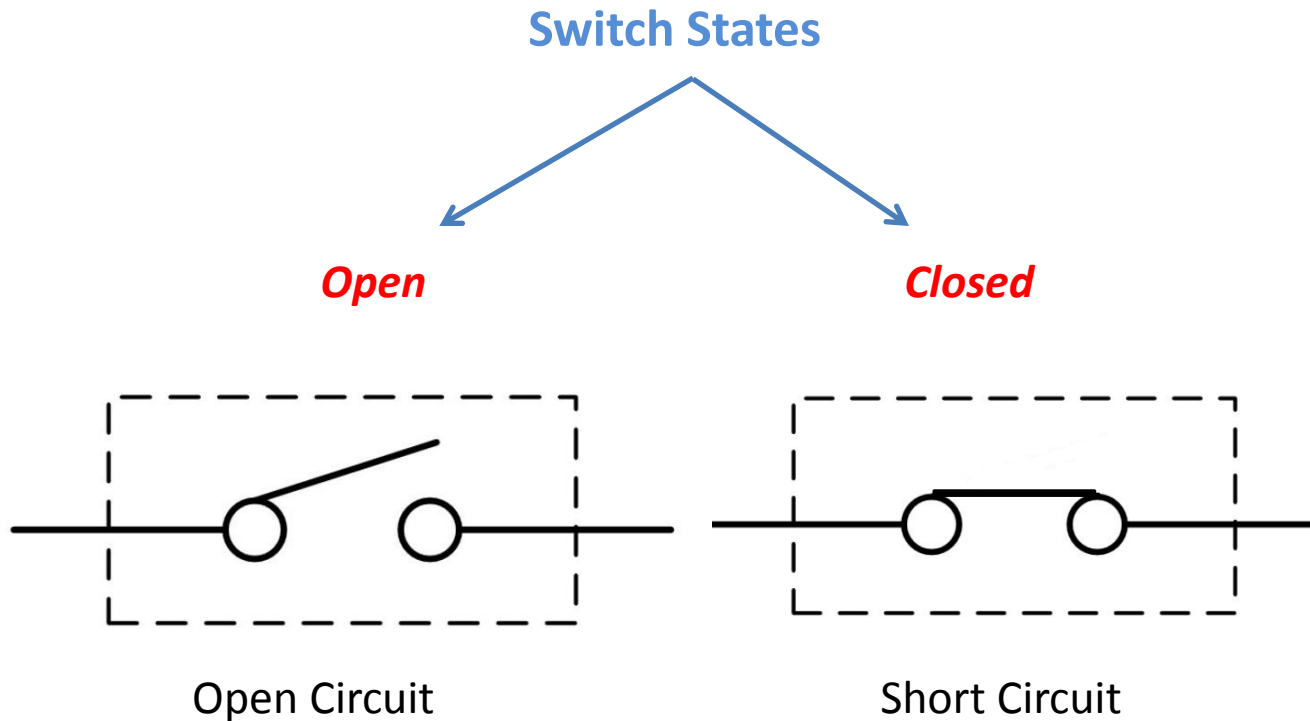 Switch States
Open
Closed
Open Circuit
Short Circuit